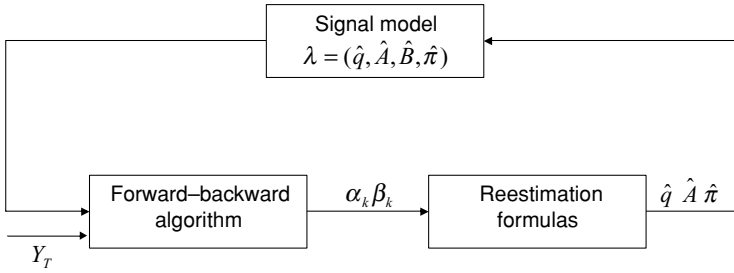 Signal model
λ = (q̂, Â, B̂, π̂)
Forward–backward
algorithm
α_k β_k
Reestimation
formulas
q̂ Â π̂
Y_T